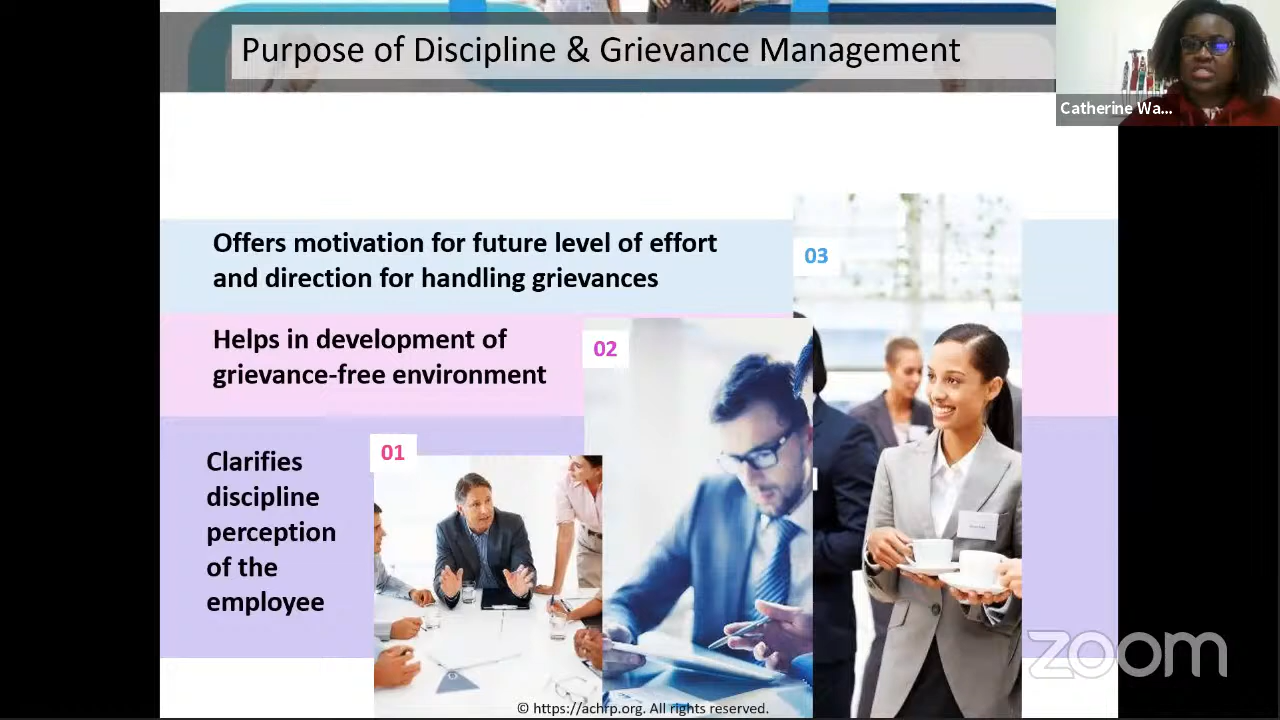 Purpose of Discipline & Grievance Management
Catherine Wa...
Offers motivation for future level of effort
and direction for handling grievances
03
Helps in development of
grievance-free environment
02
Clarifies
discipline
perception
of the
employee
01
zoom
© https://achrp.org. All rights reserved.